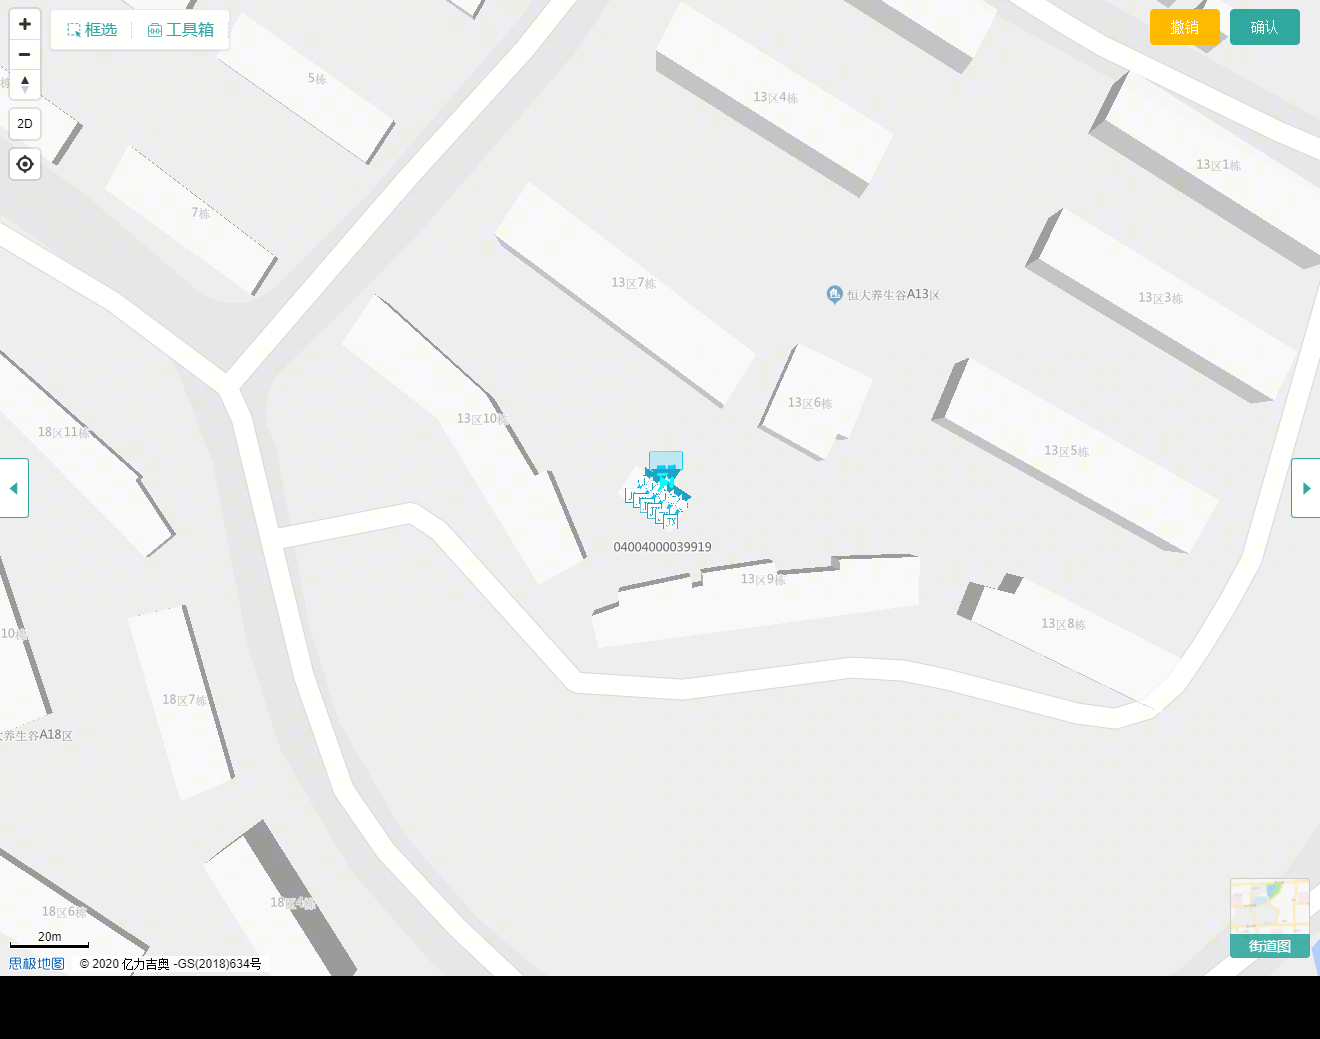 框选
工具箱
撤销
确认
2D
5栋
7栋
13区4栋
13区1栋
13区7栋
恒大养生谷A13区
13区3栋
13区6栋
13区10栋
18区11栋
13区5栋
04004000039919
13区9栋
13区8栋
10栋
18区7栋
养生谷A18区
18区4栋
18区6栋
20m
思极地图
© 2020 亿力吉奥 -GS(2018)634号
街道图